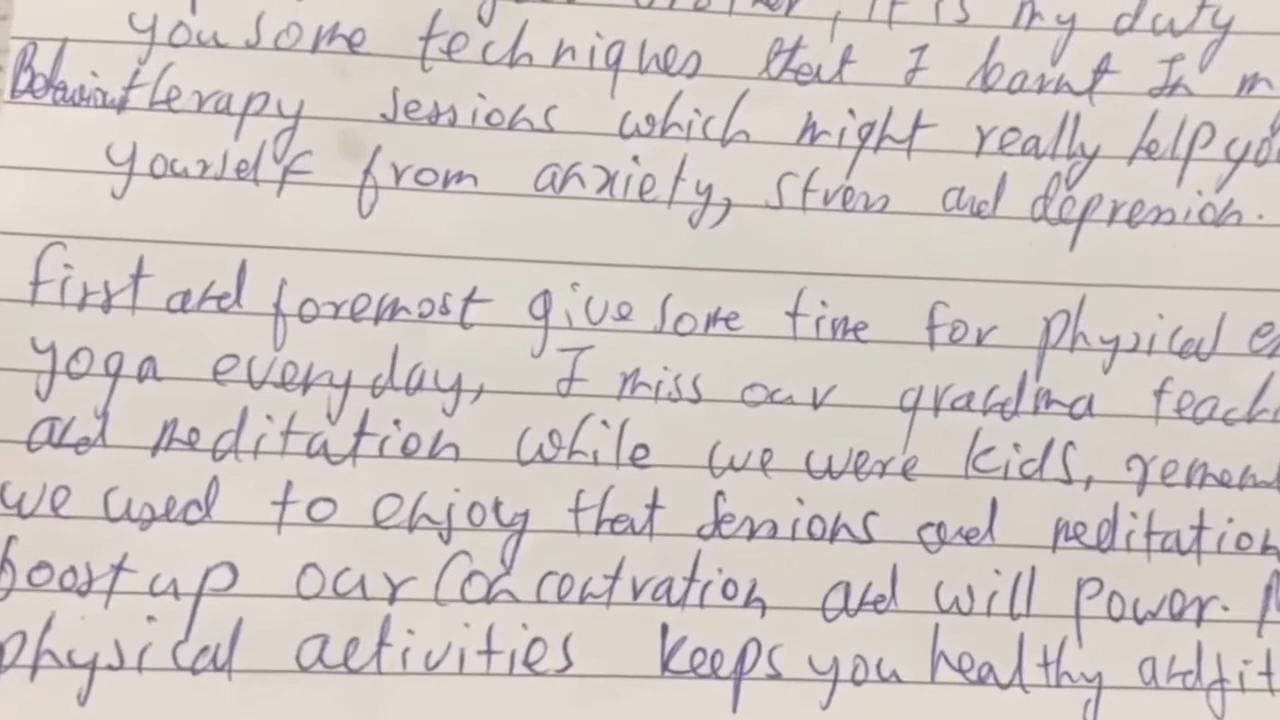 it is my duty
you some techniques that I learnt In m
Behaviour therapy sessions which might really help yo
yourself from anxiety, stress and depression.
first and foremost give some time for physical e
yoga everyday, I miss our grandma teach
and meditation while we were kids, remem
we used to enjoy that sessions and meditation
boost up our Concentration and will power.
physical activities keeps you healthy and fit